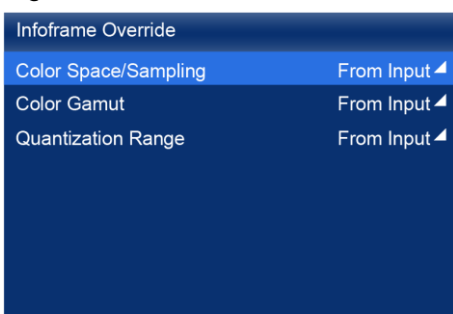 Infoframe Override
Color Space/Sampling From Input
Color Gamut From Input
Quantization Range From Input